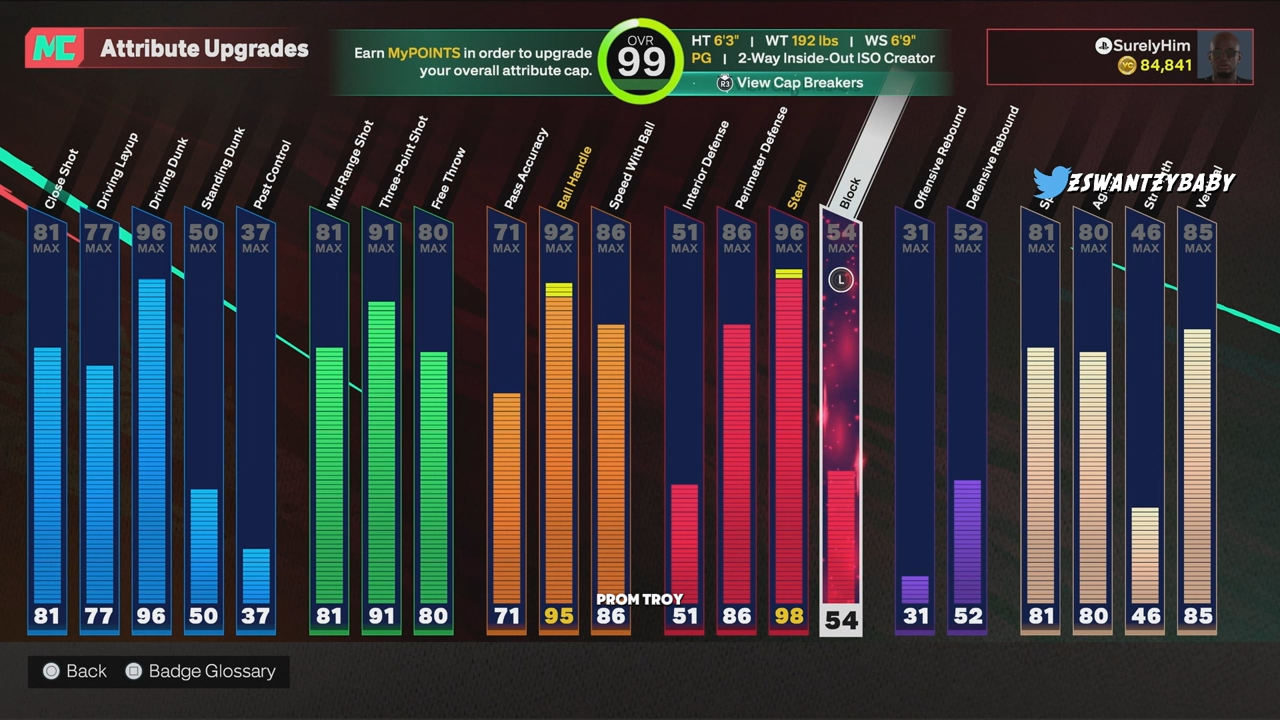 MC Attribute Upgrades
Earn MyPOINTS in order to upgrade
your overall attribute cap.
OVR
99
HT 6'3" | WT 192 lbs | WS 6'9"
PG | 2-Way Inside-Out ISO Creator
R3 View Cap Breakers
SurelyHim
VC 84,841
Close Shot
Driving Layup
Driving Dunk
Standing Dunk
Post Control
Mid-Range Shot
Three-Point Shot
Free Throw
Pass Accuracy
Ball Handle
Speed With Ball
Interior Defense
Perimeter Defense
Steal
Block
Offensive Rebound
Defensive Rebound
ZSWANTZYBABY
81 77 96 50 37 81 91 80 71 92 86 51 86 96 54 31 52 81 80 46 85
MAX MAX MAX MAX MAX MAX MAX MAX MAX MAX MAX MAX MAX MAX MAX MAX MAX MAX MAX MAX MAX
L
PROM TROY
81 77 96 50 37 81 91 80 71 95 86 51 86 98 54 31 52 81 80 46 85
Back Badge Glossary